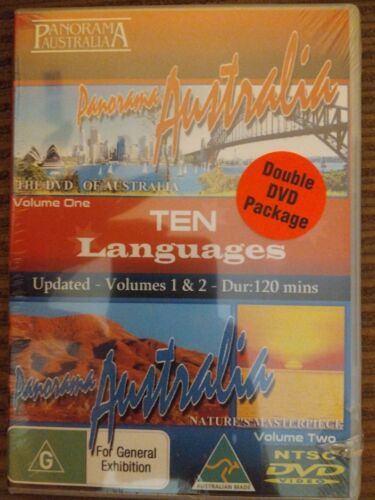 PANORAMA
AUSTRALIA
Panorama Australia
THE DVD OF AUSTRALIA
Volume One
Double
DVD
Package
TEN
Languages
Updated - Volumes 1 & 2 - Dur:120 mins
Panorama Australia
NATURE'S MASTERPIECE
Volume Two
G
For General
Exhibition
AUSTRALIAN MADE
NTSC
DVD
VIDEO